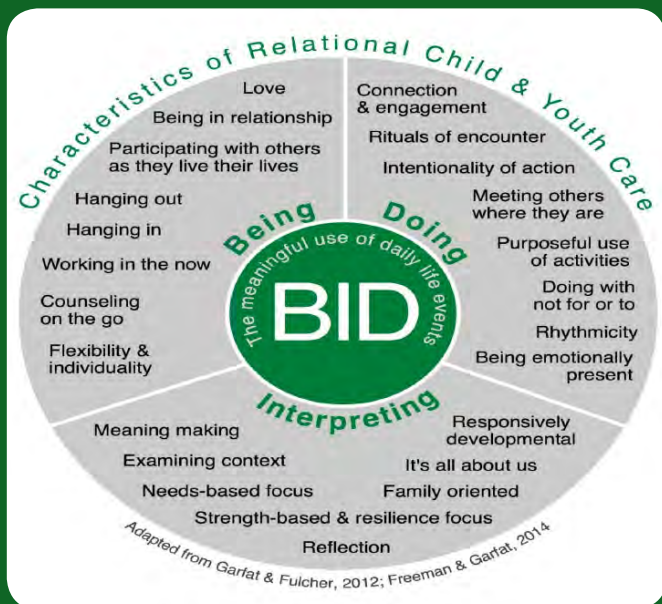 Characteristics of Relational Child & Youth Care
Love
Being in relationship
Participating with others
as they live their lives
Hanging out
Hanging in
Working in the now
Counseling
on the go
Flexibility &
individuality
Being
Connection
& engagement
Rituals of encounter
Intentionality of action
Meeting others
where they are
Purposeful use
of activities
Doing with
not for or to
Rhythmicity
Being emotionally
present
Doing
The meaningful use of daily life events
BID
Interpreting
Meaning making
Examining context
Needs-based focus
Strength-based & resilience focus
Reflection
Responsively
developmental
It's all about us
Family oriented
Adapted from Garfat & Fulcher, 2012; Freeman & Garfat, 2014